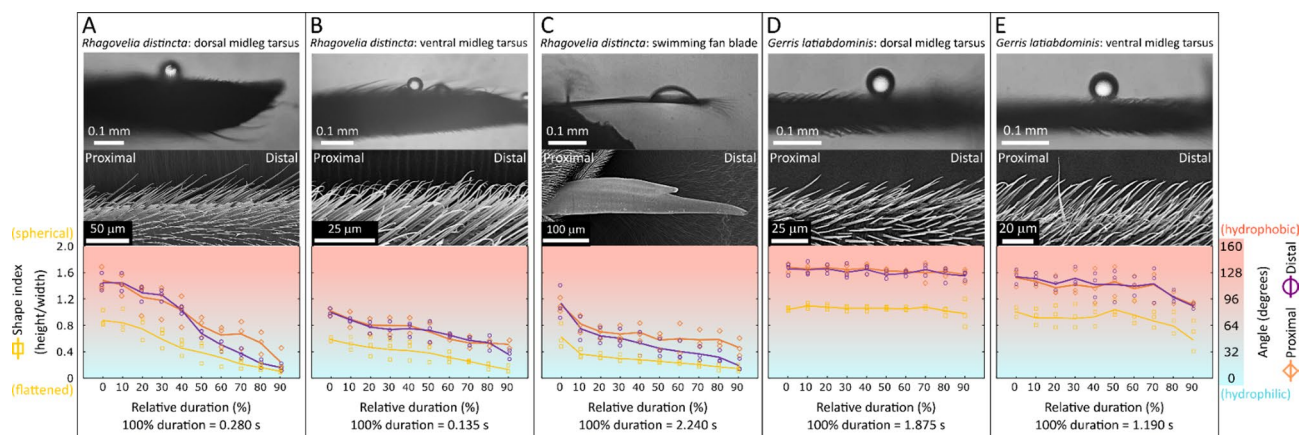 A
Rhagovelia distincta: dorsal midleg tarsus
0.1 mm
Proximal Distal
50 µm
B
Rhagovelia distincta: ventral midleg tarsus
0.1 mm
Proximal Distal
25 µm
C
Rhagovelia distincta: swimming fan blade
0.1 mm
Proximal Distal
100 µm
D
Gerris latiabdominis: dorsal midleg tarsus
0.1 mm
Proximal Distal
25 µm
E
Gerris latiabdominis: ventral midleg tarsus
0.1 mm
Proximal Distal
20 µm
(spherical)
Shape index
(height/width)
(flattened)
2.0
1.6
1.2
0.8
0.4
0
0 10 20 30 40 50 60 70 80 90
Relative duration (%)
100% duration = 0.280 s
0 10 20 30 40 50 60 70 80 90
Relative duration (%)
100% duration = 0.135 s
0 10 20 30 40 50 60 70 80 90
Relative duration (%)
100% duration = 2.240 s
0 10 20 30 40 50 60 70 80 90
Relative duration (%)
100% duration = 1.875 s
0 10 20 30 40 50 60 70 80 90
Relative duration (%)
100% duration = 1.190 s
(hydrophobic)
160
128
96
64
32
0
(hydrophilic)
Angle (degrees)
Proximal Distal